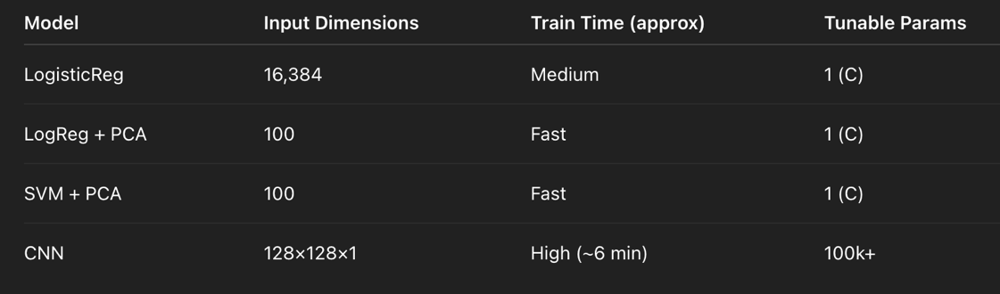 Model Input Dimensions Train Time (approx) Tunable Params
LogisticReg 16,384 Medium 1 (C)
LogReg + PCA 100 Fast 1 (C)
SVM + PCA 100 Fast 1 (C)
CNN 128×128×1 High (~6 min) 100k+